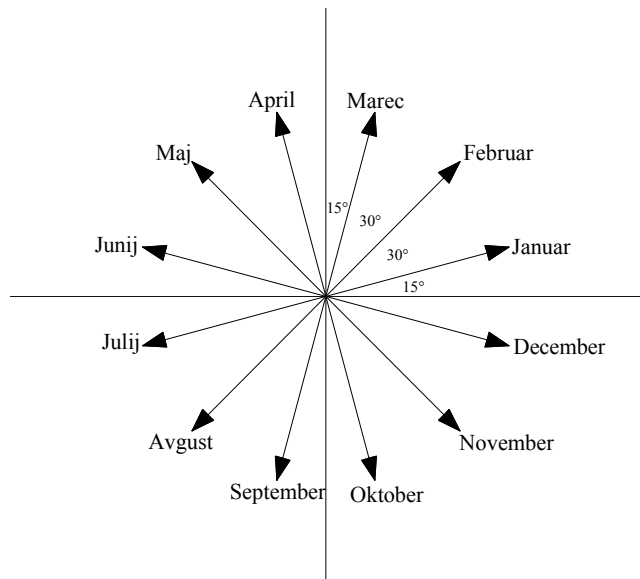 April
Marec
Maj
Februar
15°
30°
Junij
30°
Januar
15°
Julij
December
Avgust
November
September
Oktober